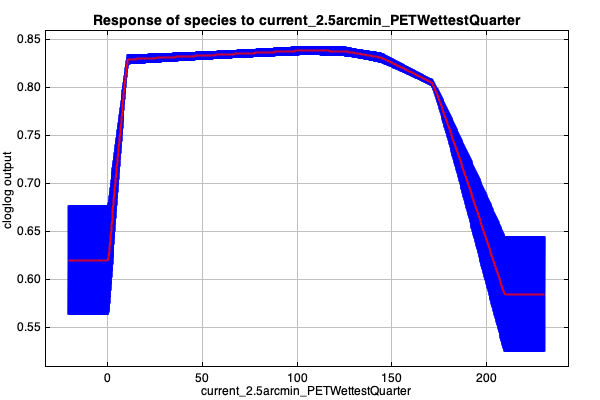 Response of species to current_2.5arcmin_PETWettestQuarter
0.85
0.80
0.75
0.70
0.65
0.60
0.55
cloglog output
0 50 100 150 200
current_2.5arcmin_PETWettestQuarter